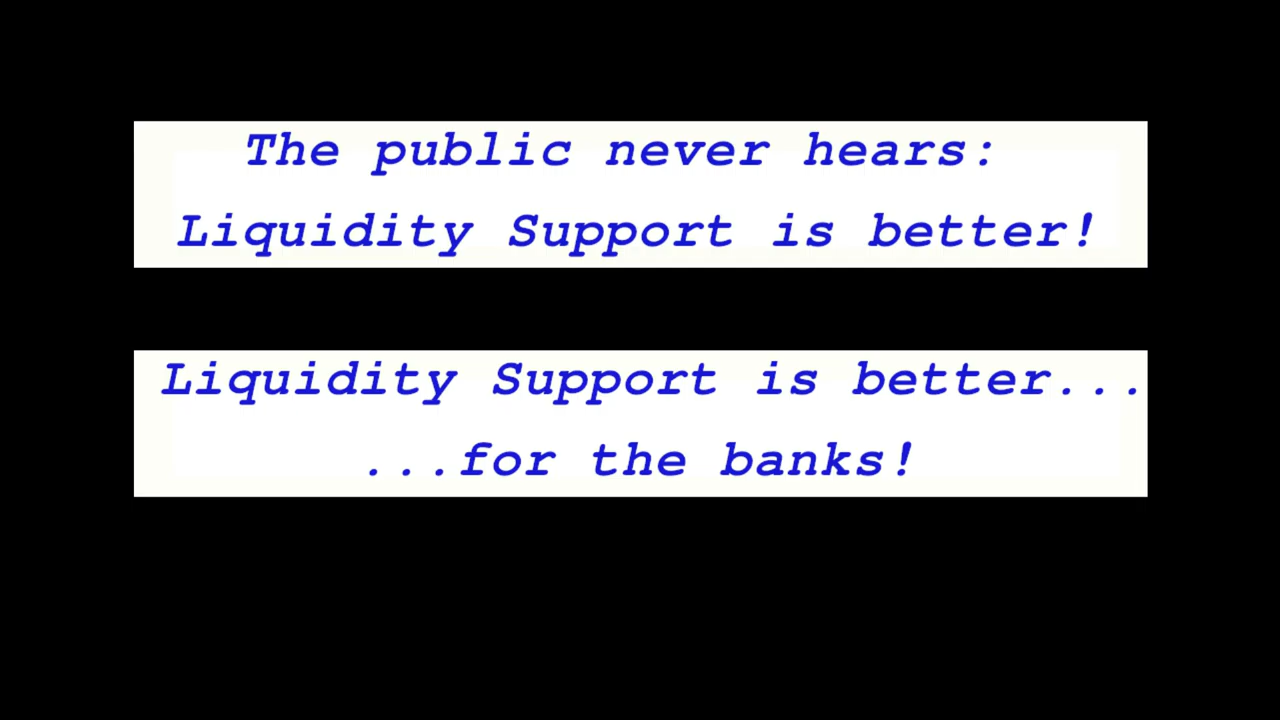 The public never hears:
Liquidity Support is better!
Liquidity Support is better...
...for the banks!